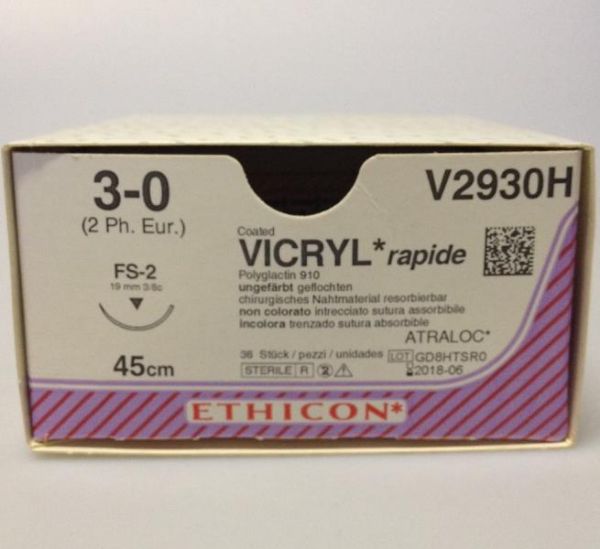 3-0
(2 Ph. Eur.)
V2930H
Coated
VICRYL* rapide
Polyglactin 910
ungefärbt geflochten
chirurgisches Nahtmaterial resorbierbar
non colorato intrecciato sutura assorbibile
incolora trenzado sutura absorbible
FS-2
19 mm 3/8c
ATRALOC*
45cm
36 Stück / pezzi / unidades
LOT GD8HTSR0
STERILE R 2
2018-06
ETHICON*